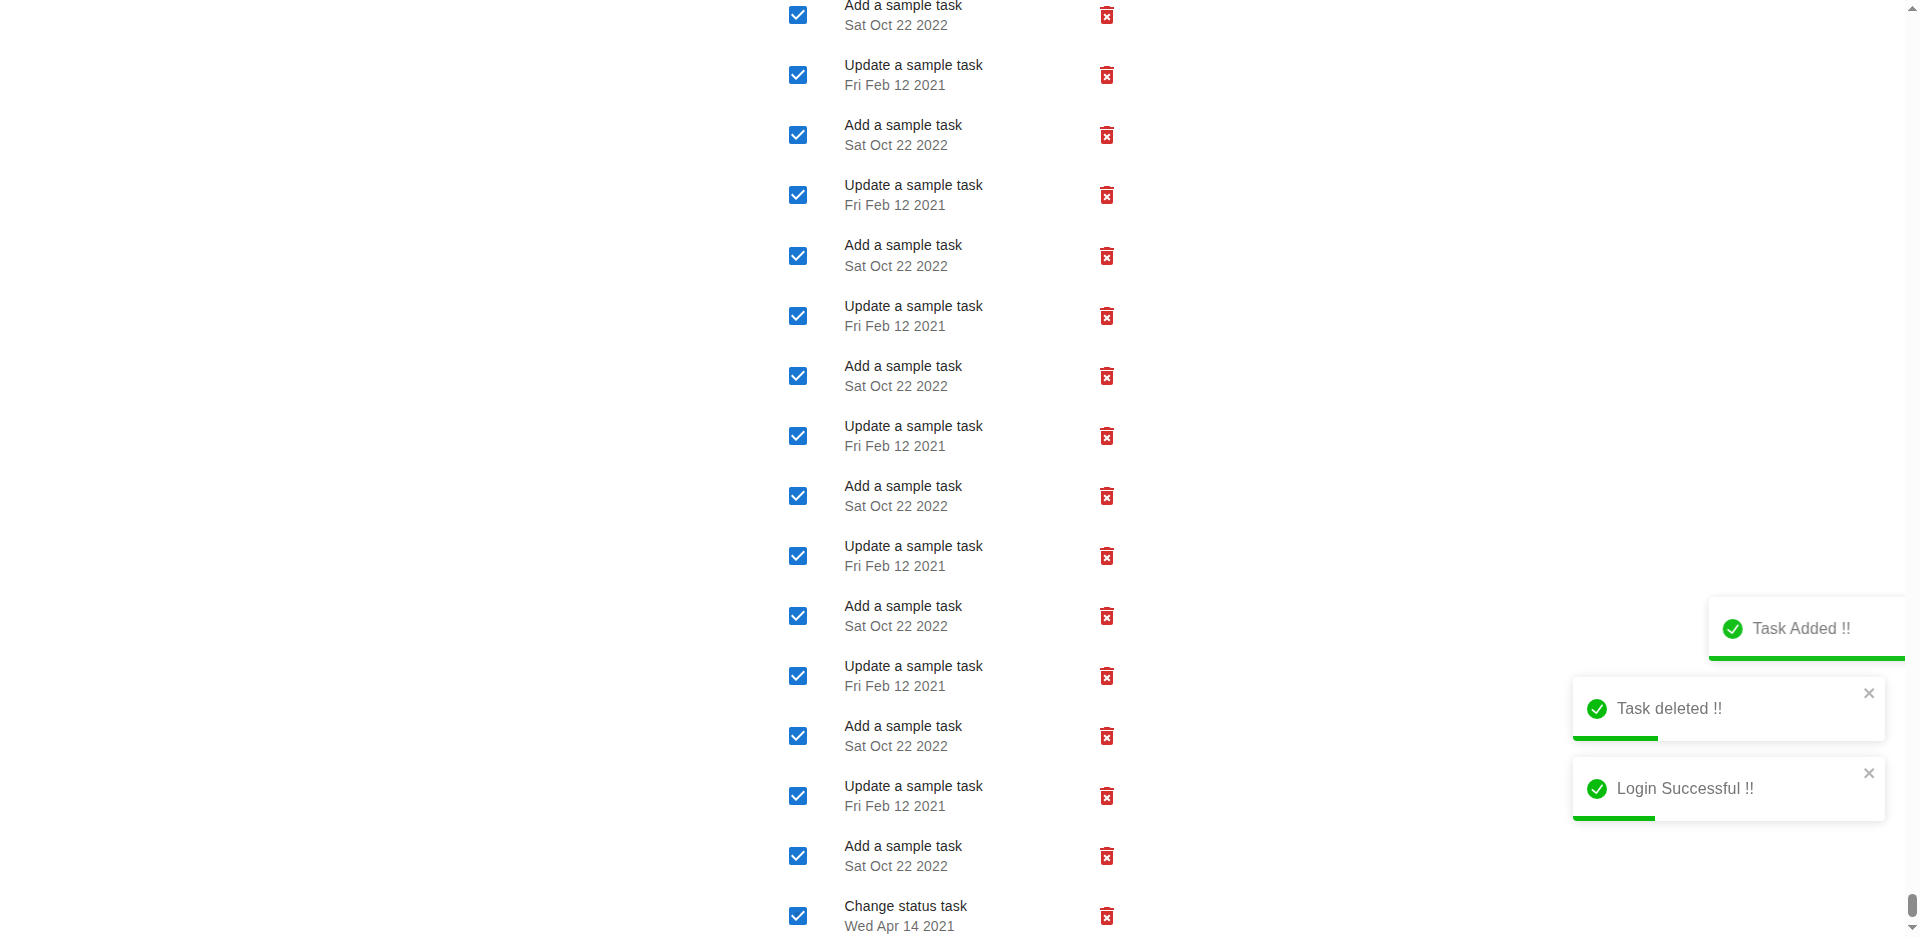 Add a sample task
Sat Oct 22 2022
Update a sample task
Fri Feb 12 2021
Add a sample task
Sat Oct 22 2022
Update a sample task
Fri Feb 12 2021
Add a sample task
Sat Oct 22 2022
Update a sample task
Fri Feb 12 2021
Add a sample task
Sat Oct 22 2022
Update a sample task
Fri Feb 12 2021
Add a sample task
Sat Oct 22 2022
Update a sample task
Fri Feb 12 2021
Add a sample task
Sat Oct 22 2022
Update a sample task
Fri Feb 12 2021
Add a sample task
Sat Oct 22 2022
Update a sample task
Fri Feb 12 2021
Add a sample task
Sat Oct 22 2022
Change status task
Wed Apr 14 2021
Task Added !!
Task deleted !!
Login Successful !!